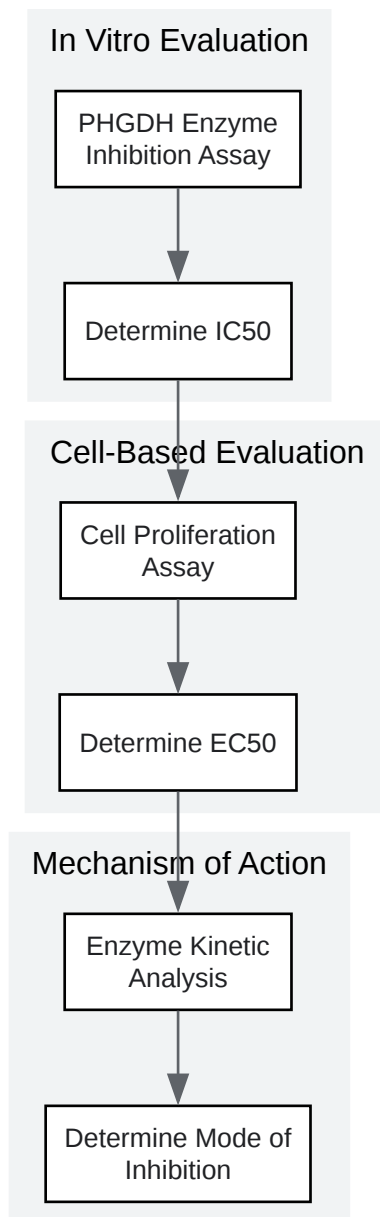 In Vitro Evaluation
PHGDH Enzyme
Inhibition Assay
Determine IC50
Cell-Based Evaluation
Cell Proliferation
Assay
Determine EC50
Mechanism of Action
Enzyme Kinetic
Analysis
Determine Mode of
Inhibition